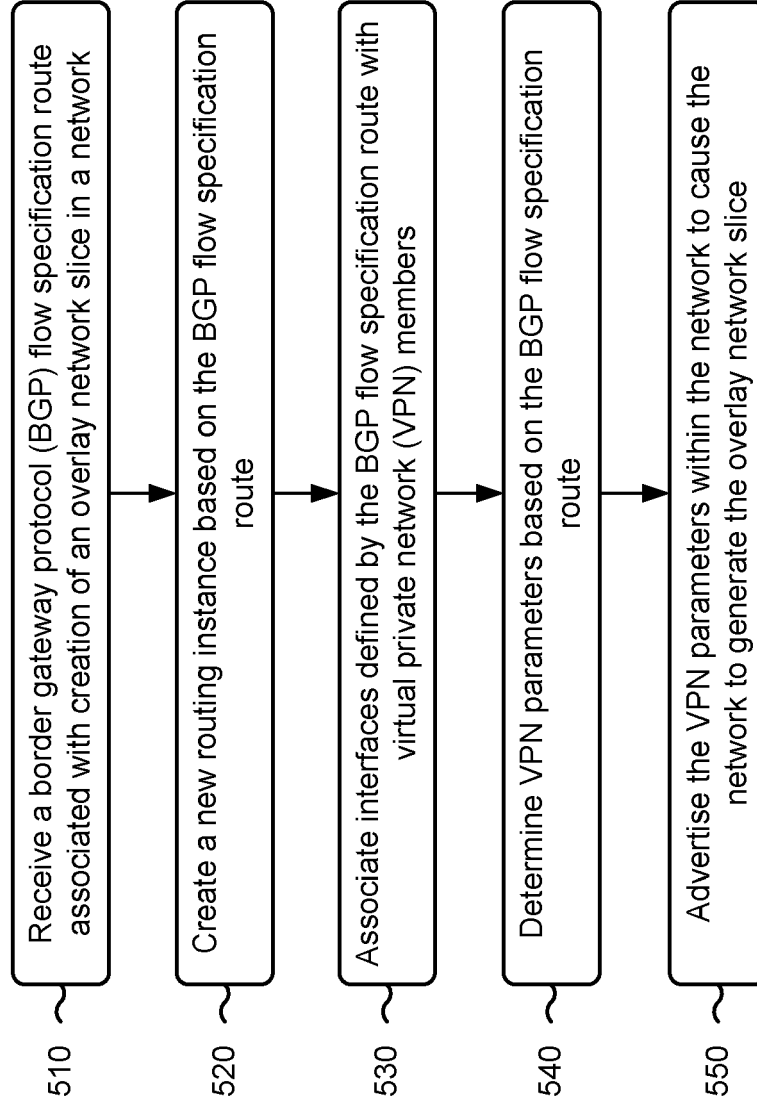 510
Receive a border gateway protocol (BGP) flow specification route
associated with creation of an overlay network slice in a network
520
Create a new routing instance based on the BGP flow specification
route
530
Associate interfaces defined by the BGP flow specification route with
virtual private network (VPN) members
540
Determine VPN parameters based on the BGP flow specification
route
550
Advertise the VPN parameters within the network to cause the
network to generate the overlay network slice